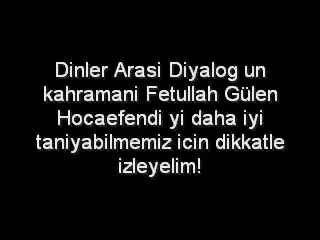 Dinler Arasi Diyalog un
kahramani Fetullah Gülen
Hocaefendi yi daha iyi
taniyabilmemiz icin dikkatle
izleyelim!